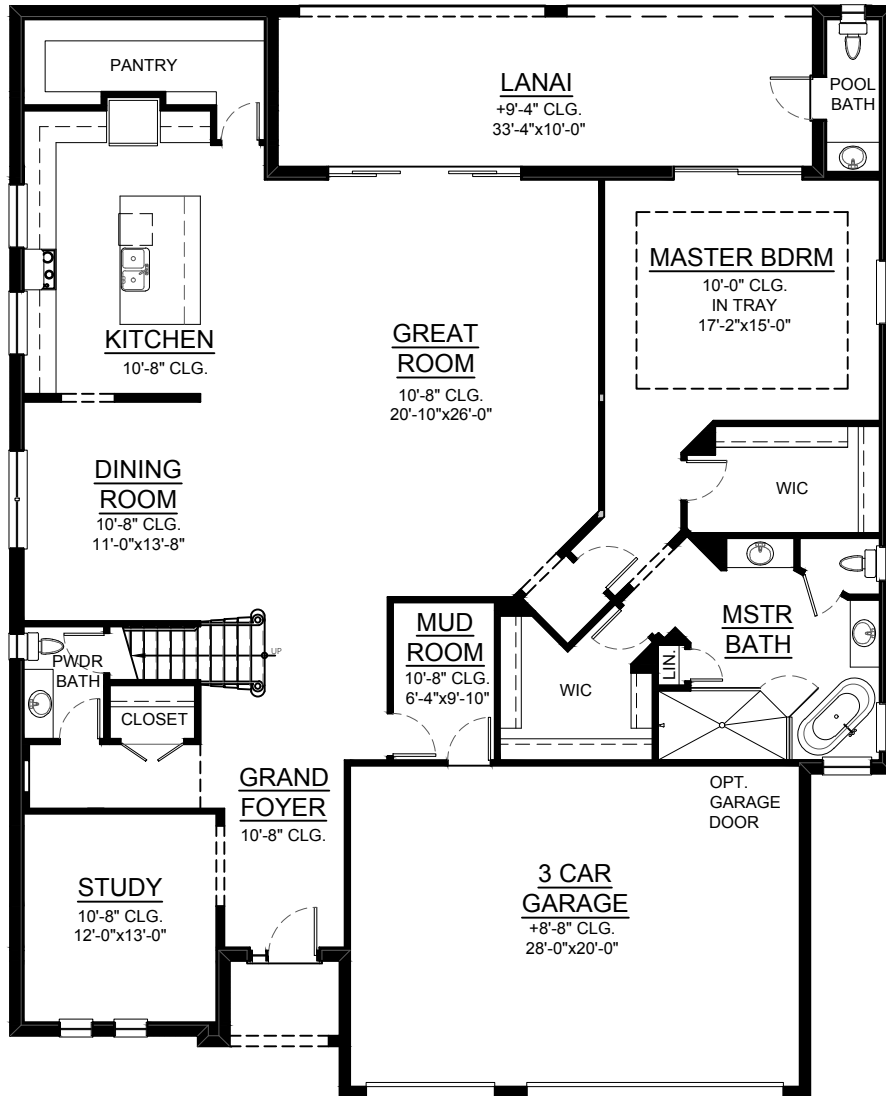 PANTRY
LANAI
+9'-4" CLG.
33'-4"x10'-0"
POOL
BATH
KITCHEN
10'-8" CLG.
GREAT
ROOM
10'-8" CLG.
20'-10"x26'-0"
MASTER BDRM
10'-0" CLG.
IN TRAY
17'-2"x15'-0"
DINING
ROOM
10'-8" CLG.
11'-0"x13'-8"
WIC
UP
PWDR
BATH
CLOSET
MUD
ROOM
10'-8" CLG.
6'-4"x9'-10"
WIC
LIN.
MSTR
BATH
GRAND
FOYER
10'-8" CLG.
OPT.
GARAGE
DOOR
STUDY
10'-8" CLG.
12'-0"x13'-0"
3 CAR
GARAGE
+8'-8" CLG.
28'-0"x20'-0"